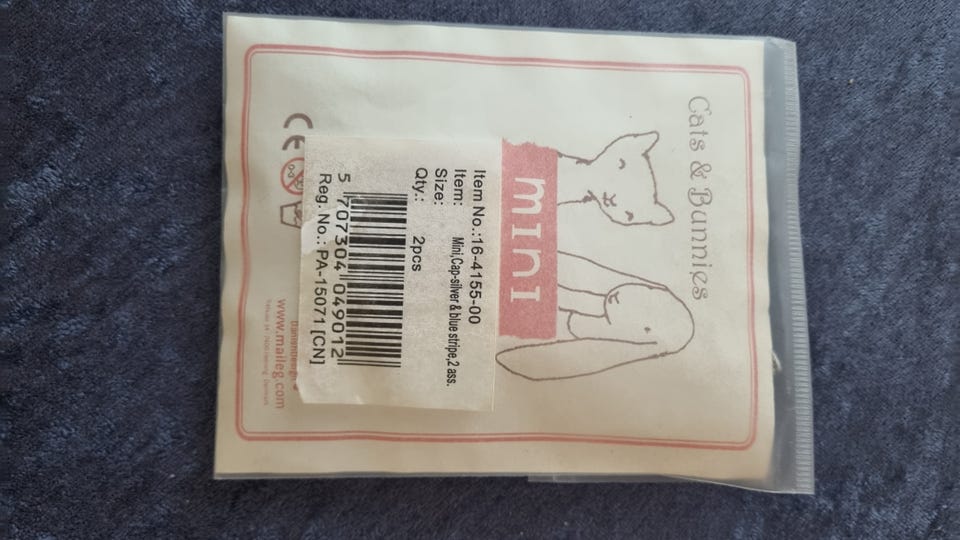 Cats & Bunnies
mini
Item No.:16-4155-00
Item: Mini,Cap-silver & blue stripe,2 ass.
Size:
Qty.: 2pcs
5 707304 049012
Reg. No.: PA-15071 [CN]
CE
www.maileg.com